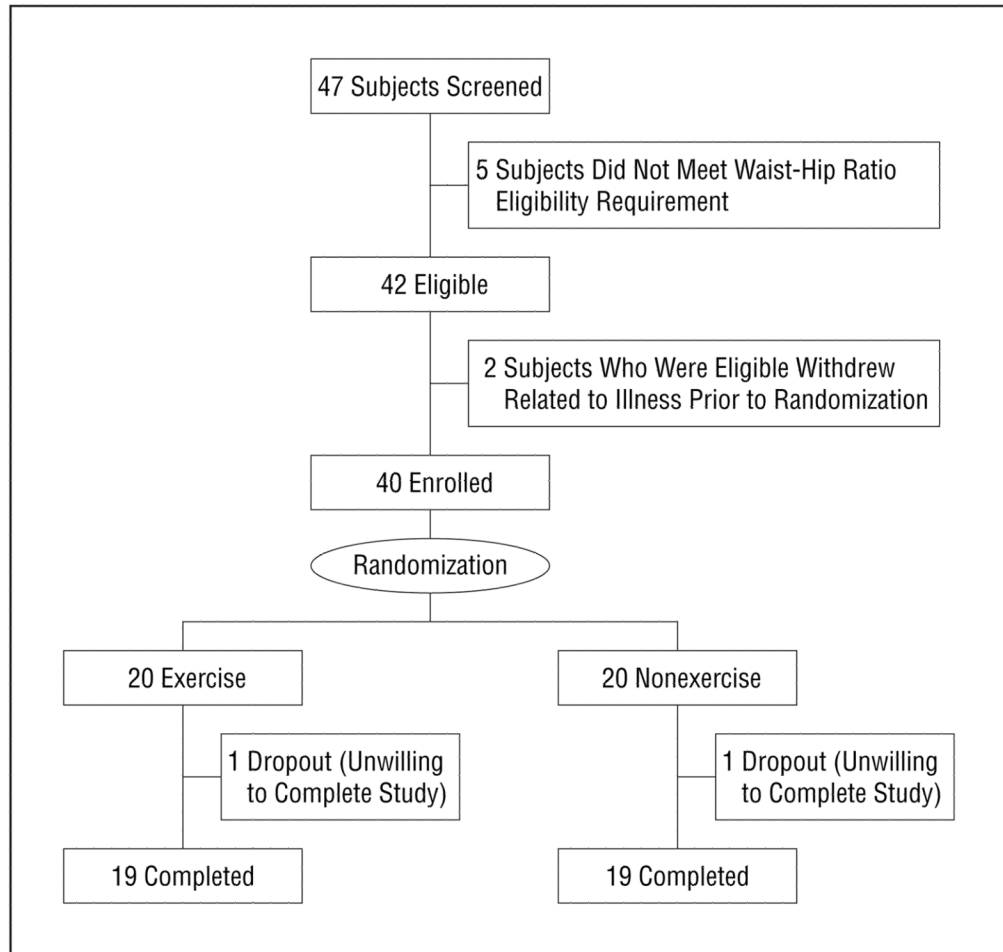 47 Subjects Screened
5 Subjects Did Not Meet Waist-Hip Ratio
Eligibility Requirement
42 Eligible
2 Subjects Who Were Eligible Withdrew
Related to Illness Prior to Randomization
40 Enrolled
Randomization
20 Exercise
20 Nonexercise
1 Dropout (Unwilling
to Complete Study)
1 Dropout (Unwilling
to Complete Study)
19 Completed
19 Completed